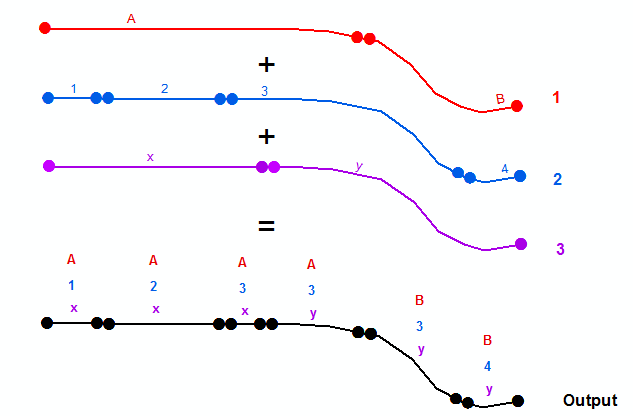 A
+
1 2 3
B 1
+
x y
4 2
=
3
A A A A
1 2 3 3
x x x y
B
3
y
B
4
y
Output